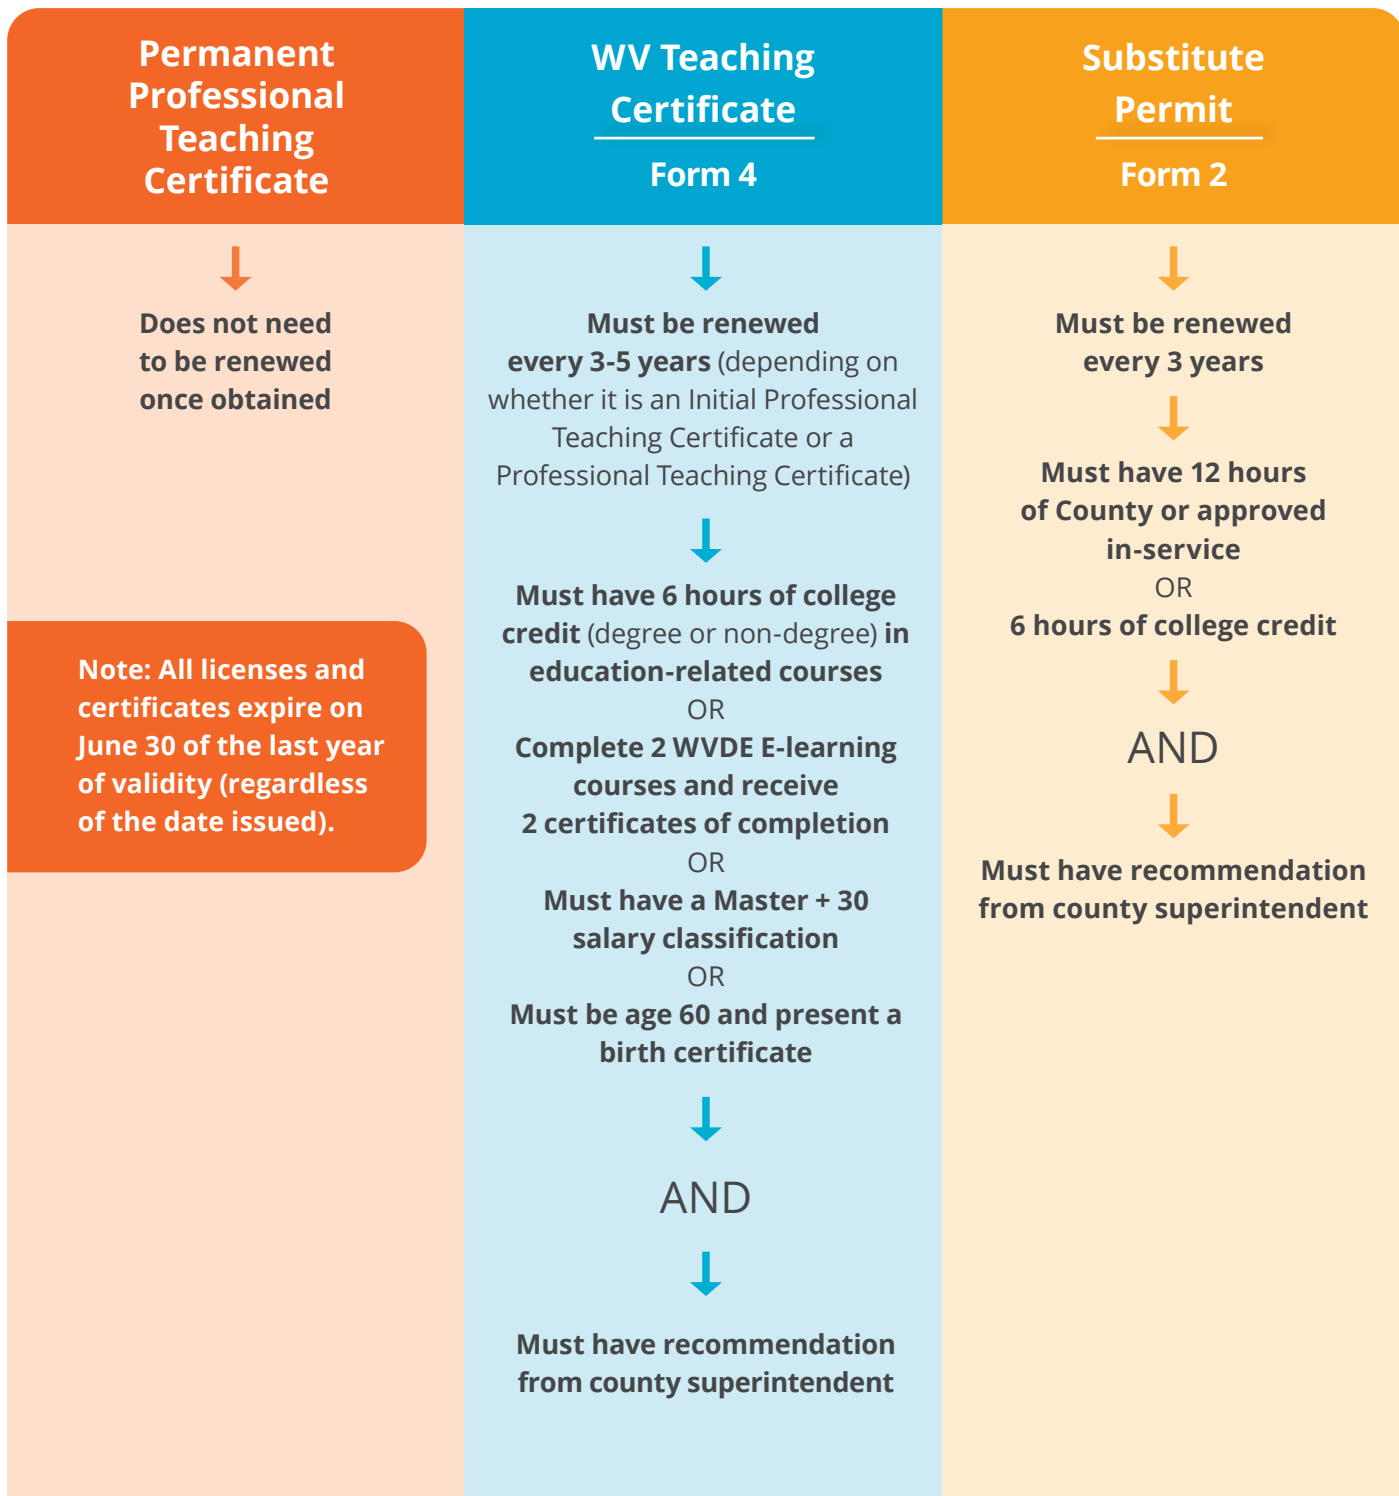 Permanent
Professional
Teaching
Certificate
Does not need
to be renewed
once obtained
Note: All licenses and
certificates expire on
June 30 of the last year
of validity (regardless
of the date issued).
WV Teaching
Certificate
Form 4
Must be renewed
every 3-5 years (depending on
whether it is an Initial Professional
Teaching Certificate or a
Professional Teaching Certificate)
Must have 6 hours of college
credit (degree or non-degree) in
education-related courses
OR
Complete 2 WVDE E-learning
courses and receive
2 certificates of completion
OR
Must have a Master + 30
salary classification
OR
Must be age 60 and present a
birth certificate
AND
Must have recommendation
from county superintendent
Substitute
Permit
Form 2
Must be renewed
every 3 years
Must have 12 hours
of County or approved
in-service
OR
6 hours of college credit
AND
Must have recommendation
from county superintendent